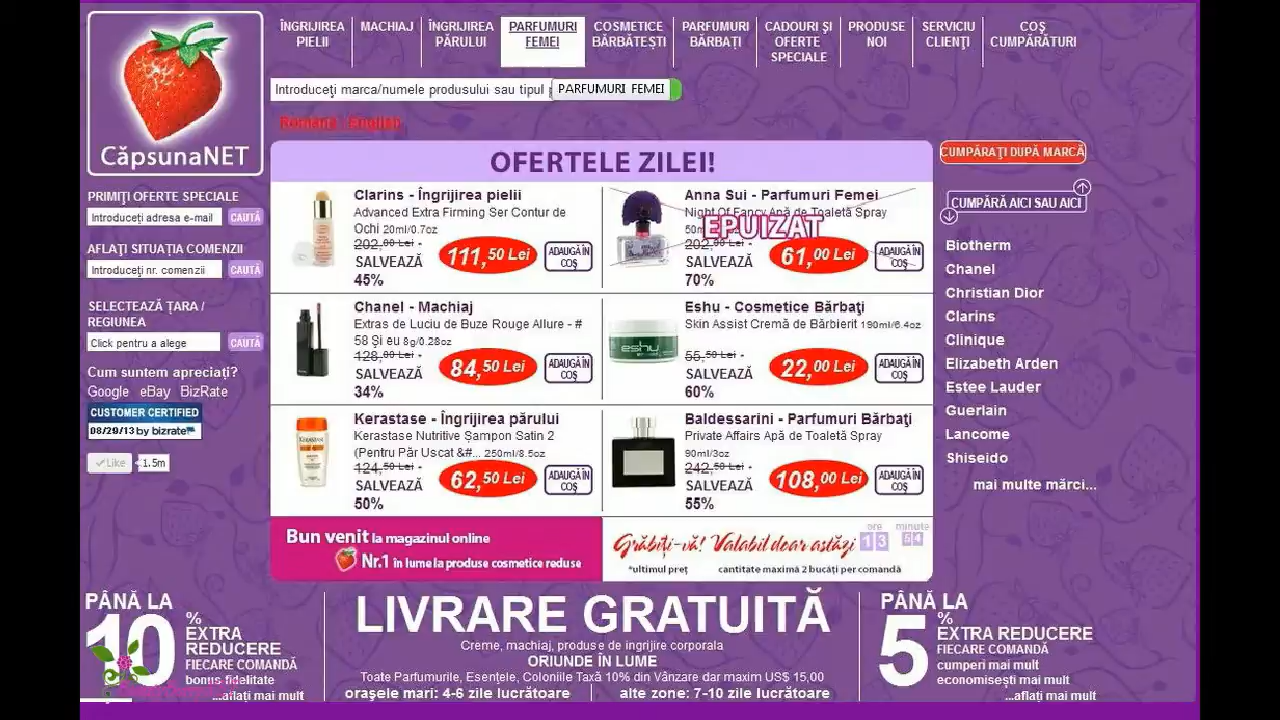 ÎNGRIJIREA PIELII
MACHIAJ
ÎNGRIJIREA PĂRULUI
PARFUMURI FEMEI
COSMETICE BĂRBĂTEȘTI
PARFUMURI BĂRBAȚI
CADOURI ȘI OFERTE SPECIALE
PRODUSE NOI
SERVICIU CLIENȚI
COȘ CUMPĂRĂTURI
Introduceți marca/numele produsului sau tipul
PARFUMURI FEMEI
Română | English
CăpsunaNET
PRIMIȚI OFERTE SPECIALE
Introduceți adresa e-mail CAUTĂ
AFLAȚI SITUAȚIA COMENZII
Introduceți nr. comenzii CAUTĂ
SELECTEAZĂ ȚARA /
REGIUNEA
Click pentru a allege CAUTĂ
Cum suntem apreciați?
Google eBay BizRate
CUSTOMER CERTIFIED
08/29/13 by bizrate
Like 1.5m
OFERTELE ZILEI!
Clarins - Îngrijirea pielii
Advanced Extra Firming Ser Contur de
Ochi 20ml/0.7oz
202,00 Lei -
SALVEAZĂ
45%
111,50 Lei
ADAUGĂ ÎN COȘ
Anna Sui - Parfumuri Femei
Night Of Fancy Apă de Toaletă Spray
EPUIZAT
202,00 Lei -
SALVEAZĂ
70%
61,00 Lei
ADAUGĂ ÎN COȘ
Chanel - Machiaj
Extras de Luciu de Buze Rouge Allure - #
58 Și eu 8g/0.28oz
128,00 Lei -
SALVEAZĂ
34%
84,50 Lei
ADAUGĂ ÎN COȘ
Eshu - Cosmetice Bărbați
Skin Assist Cremă de Bărbierit 190ml/6.4oz
eshu
55,50 Lei -
SALVEAZĂ
60%
22,00 Lei
ADAUGĂ ÎN COȘ
Kerastase - Îngrijirea părului
Kerastase Nutritive Șampon Satin 2
(Pentru Păr Uscat &#... 250ml/8.5oz
124,50 Lei -
SALVEAZĂ
50%
62,50 Lei
ADAUGĂ ÎN COȘ
Baldessarini - Parfumuri Bărbați
Private Affairs Apă de Toaletă Spray
90ml/3oz
242,50 Lei -
SALVEAZĂ
55%
108,00 Lei
ADAUGĂ ÎN COȘ
Bun venit la magazinul online
Nr.1 în lume la produse cosmetice reduse
Grăbiți-vă! Valabil doar astăzi
ore 13 minute 54
*ultimul preț cantitate maximă 2 bucăți per comandă
CUMPĂRAȚI DUPĂ MARCĂ
CUMPĂRĂ AICI SAU AICI
Biotherm
Chanel
Christian Dior
Clarins
Clinique
Elizabeth Arden
Estee Lauder
Guerlain
Lancome
Shiseido
mai multe mărci...
PÂNĂ LA
10 %
EXTRA
REDUCERE
FIECARE COMANDĂ
bonus fidelitate
...aflați mai mult
LIVRARE GRATUITĂ
Creme, machiaj, produse de ingrijire corporala
ORIUNDE ÎN LUME
Toate Parfumurile, Esențele, Coloniile Taxă 10% din Vânzare dar maxim US$ 15,00
orașele mari: 4-6 zile lucrătoare
alte zone: 7-10 zile lucrătoare
PÂNĂ LA
5 %
EXTRA REDUCERE
FIECARE COMANDĂ
cumperi mai mult
economisești mai mult
...aflați mai mult